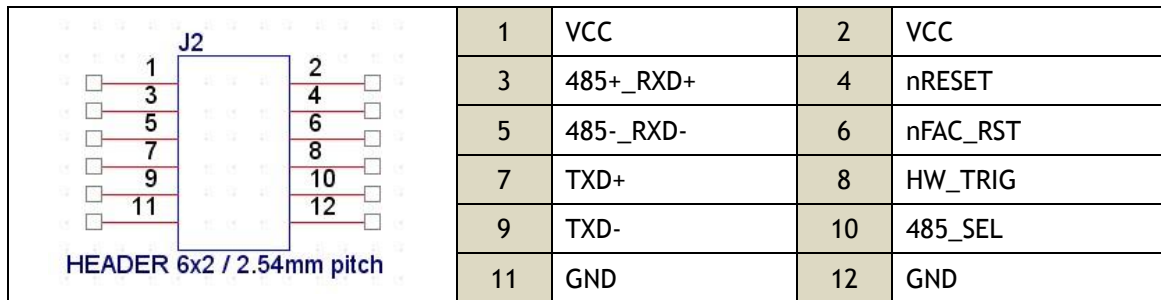 J2
1 2
3 4
5 6
7 8
9 10
11 12
HEADER 6x2 / 2.54mm pitch
1 VCC 2 VCC
3 485+_RXD+ 4 nRESET
5 485-_RXD- 6 nFAC_RST
7 TXD+ 8 HW_TRIG
9 TXD- 10 485_SEL
11 GND 12 GND